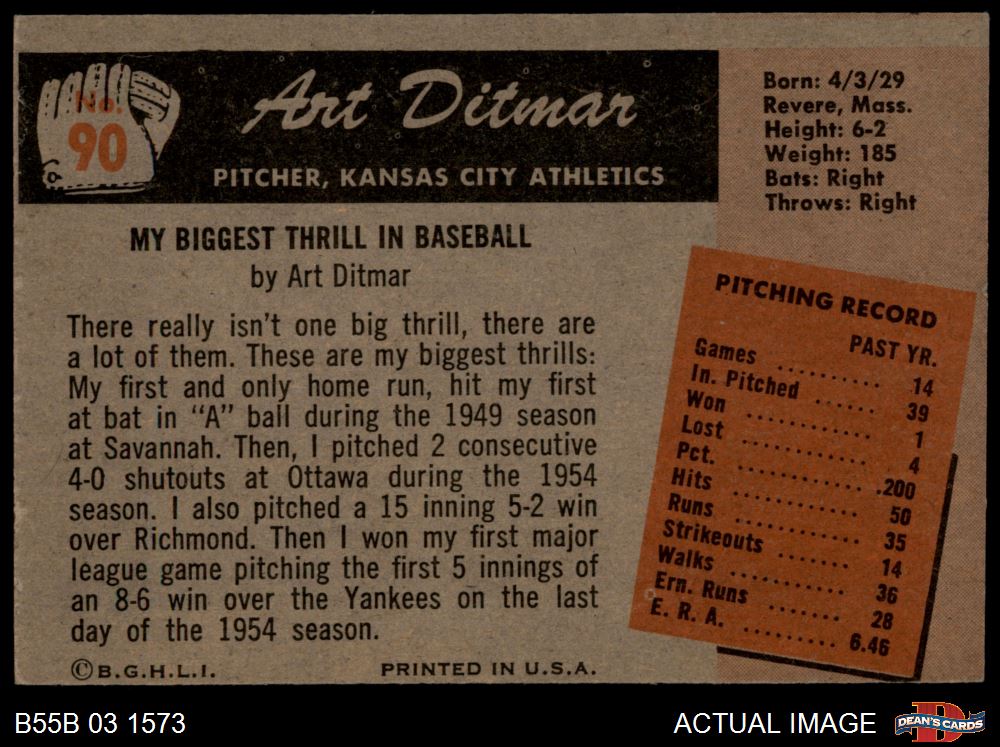 No.
90
Art Ditmar
PITCHER, KANSAS CITY ATHLETICS
Born: 4/3/29
Revere, Mass.
Height: 6-2
Weight: 185
Bats: Right
Throws: Right
MY BIGGEST THRILL IN BASEBALL
by Art Ditmar
There really isn't one big thrill, there are
a lot of them. These are my biggest thrills:
My first and only home run, hit my first
at bat in "A" ball during the 1949 season
at Savannah. Then, I pitched 2 consecutive
4-0 shutouts at Ottawa during the 1954
season. I also pitched a 15 inning 5-2 win
over Richmond. Then I won my first major
league game pitching the first 5 innings of
an 8-6 win over the Yankees on the last
day of the 1954 season.
©B.G.H.L.I. PRINTED IN U.S.A.
PITCHING RECORD
PAST YR.
Games .......... 14
In. Pitched ...... 39
Won ........... 1
Lost ........... 4
Pct. ........... .200
Hits ........... 50
Runs .......... 35
Strikeouts ....... 14
Walks .......... 36
Ern. Runs ....... 28
E. R. A. ......... 6.46
B55B 03 1573
ACTUAL IMAGE
D
DEAN'S CARDS